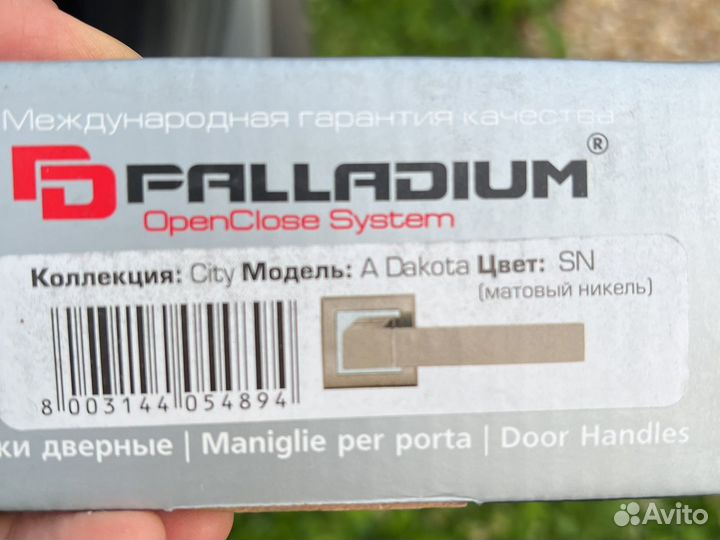 Международная гарантия качества
PALLADIUM®
OpenClose System
Коллекция: City Модель: A Dakota Цвет: SN
(матовый никель)
8 003144 054894
ки дверные | Maniglie per porta | Door Handles
Avito